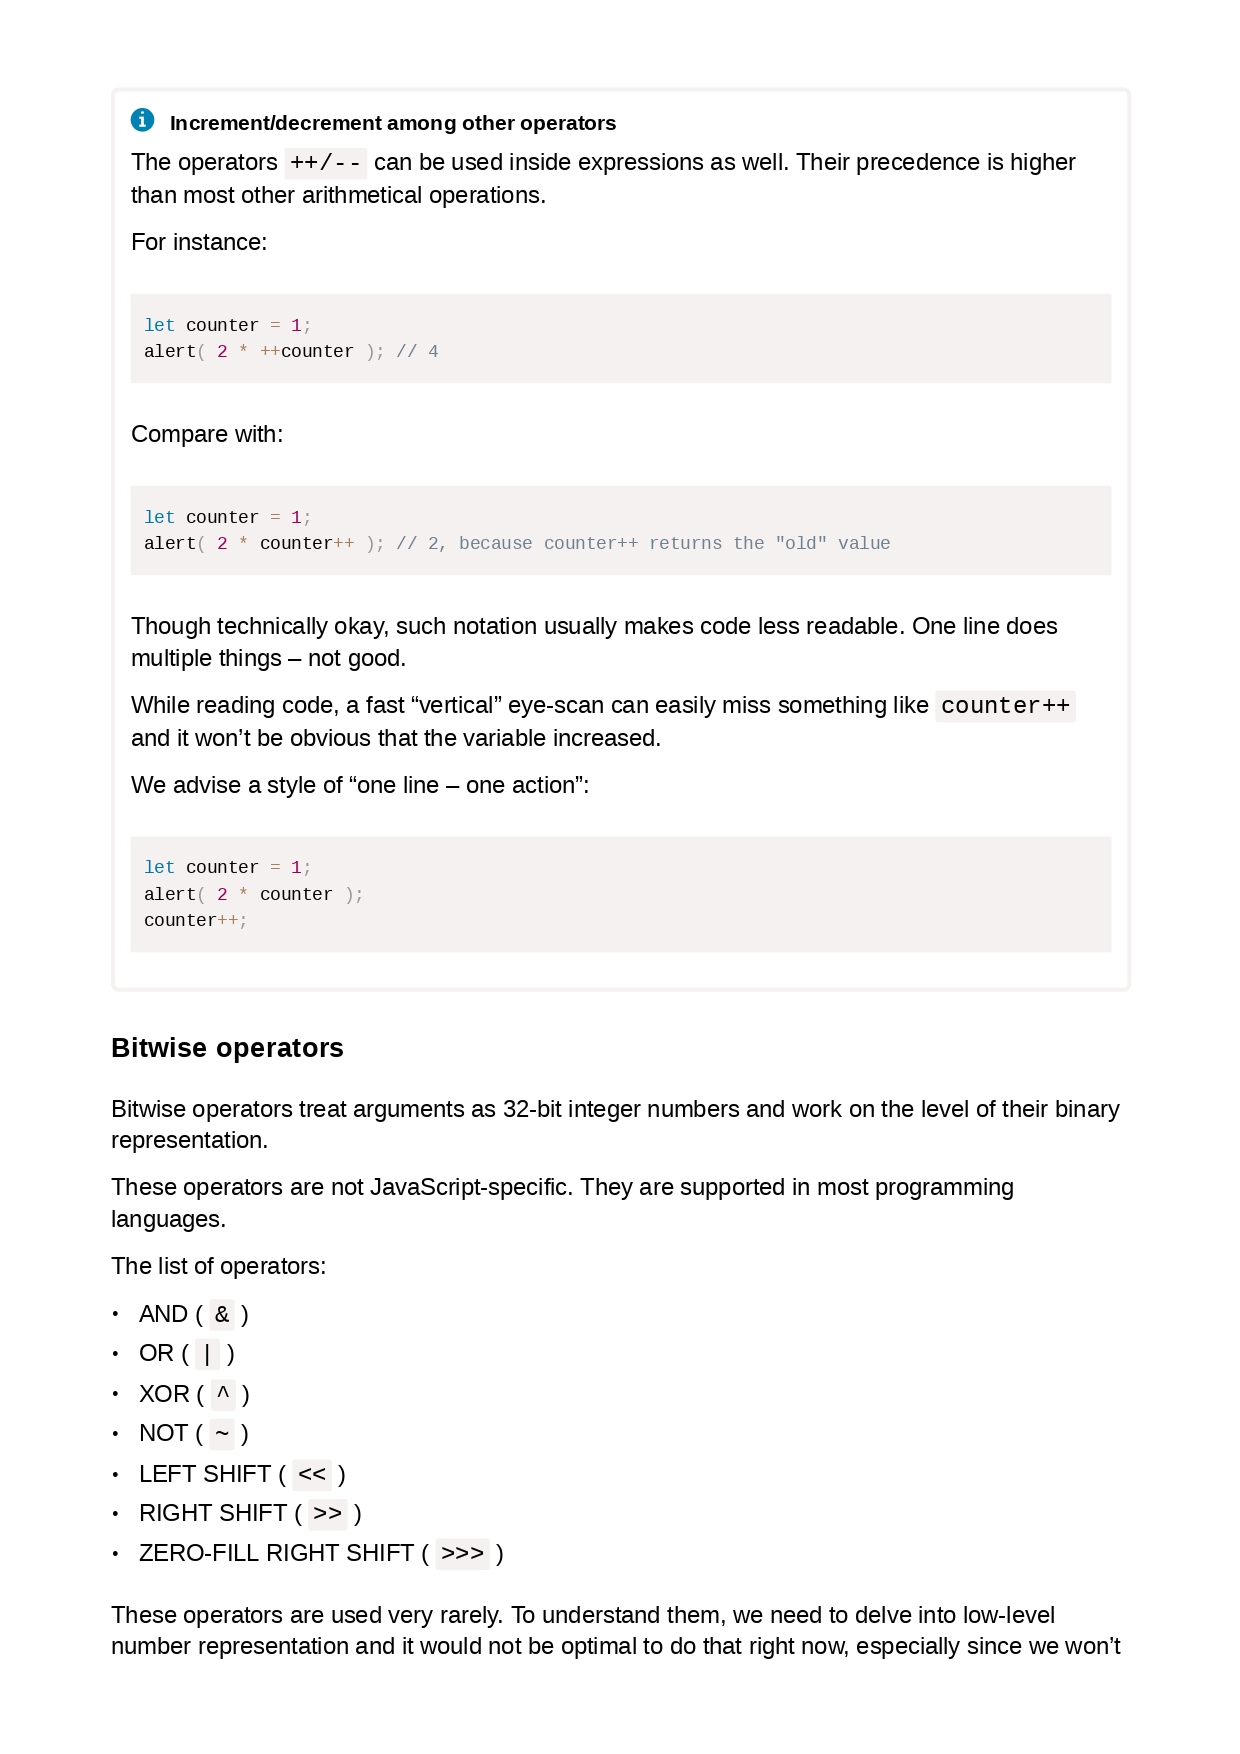 Increment/decrement among other operators
The operators ++/-- can be used inside expressions as well. Their precedence is higher
than most other arithmetical operations.
For instance:
let counter = 1;
alert( 2 * ++counter ); // 4
Compare with:
let counter = 1;
alert( 2 * counter++ ); // 2, because counter++ returns the "old" value
Though technically okay, such notation usually makes code less readable. One line does
multiple things – not good.
While reading code, a fast “vertical” eye-scan can easily miss something like counter++
and it won’t be obvious that the variable increased.
We advise a style of “one line – one action”:
let counter = 1;
alert( 2 * counter );
counter++;
Bitwise operators
Bitwise operators treat arguments as 32-bit integer numbers and work on the level of their binary
representation.
These operators are not JavaScript-specific. They are supported in most programming
languages.
The list of operators:
• AND ( & )
• OR ( | )
• XOR ( ^ )
• NOT ( ~ )
• LEFT SHIFT ( << )
• RIGHT SHIFT ( >> )
• ZERO-FILL RIGHT SHIFT ( >>> )
These operators are used very rarely. To understand them, we need to delve into low-level
number representation and it would not be optimal to do that right now, especially since we won’t